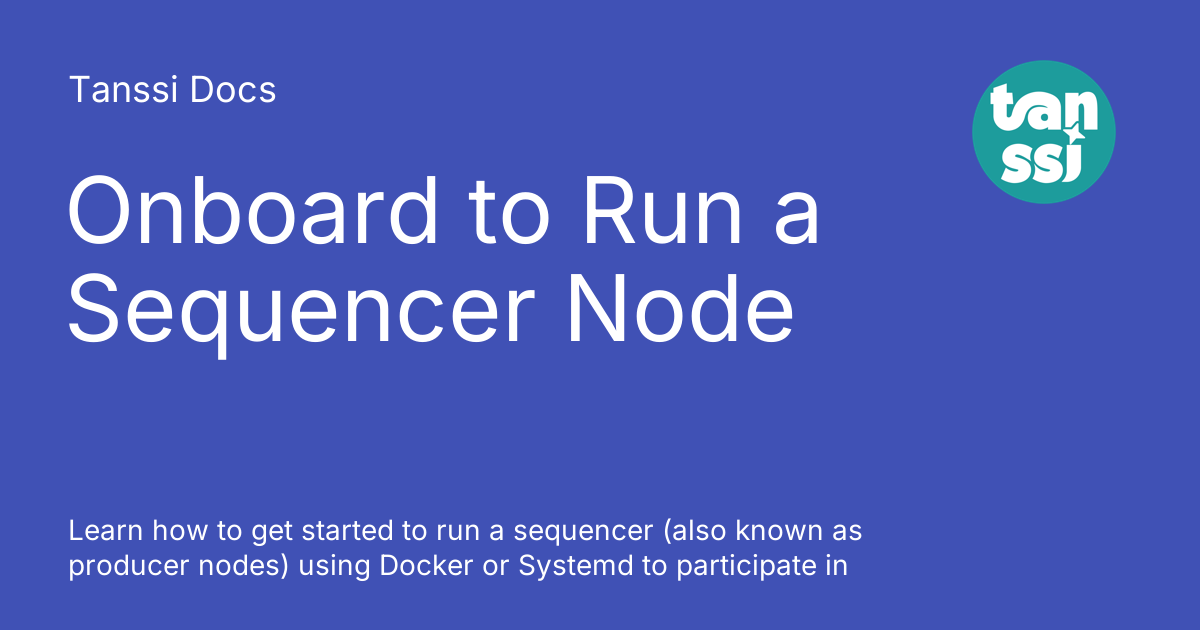 Tanssi Docs
tan
ssi
Onboard to Run a
Sequencer Node
Learn how to get started to run a sequencer (also known as
producer nodes) using Docker or Systemd to participate in